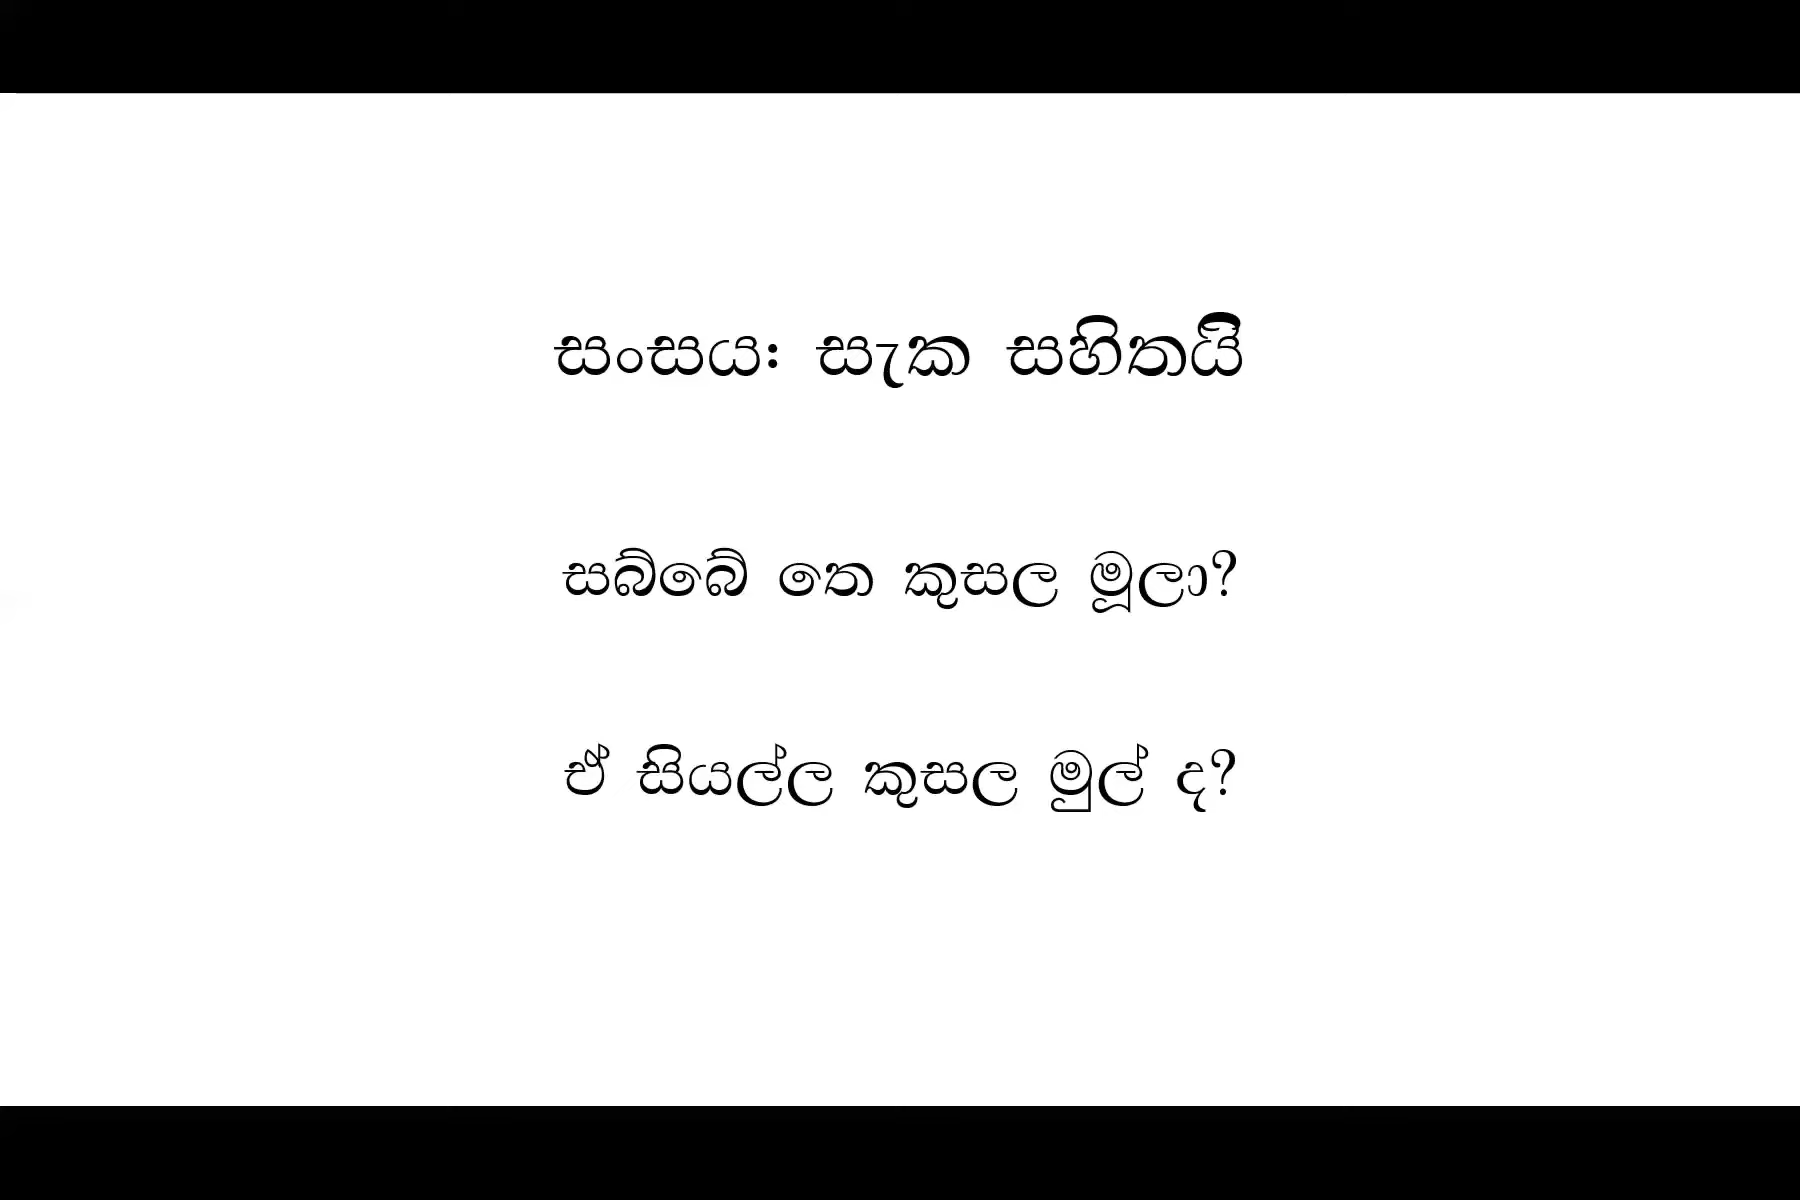 සංසය: සැක සහිතයි
සබ්බේ තෙ කුසල මූලා?
ඒ සියල්ල කුසල මුල් ද?